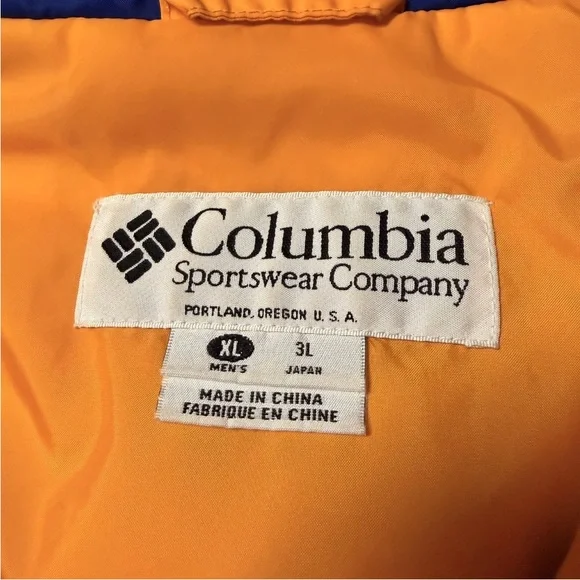 Columbia
Sportswear Company
PORTLAND, OREGON U.S.A.
XL 3L
MEN'S JAPAN
MADE IN CHINA
FABRIQUE EN CHINE